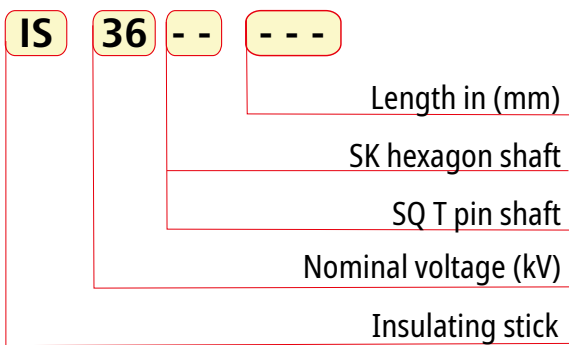 IS 36 - - - - -
Length in (mm)
SK hexagon shaft
SQ T pin shaft
Nominal voltage (kV)
Insulating stick